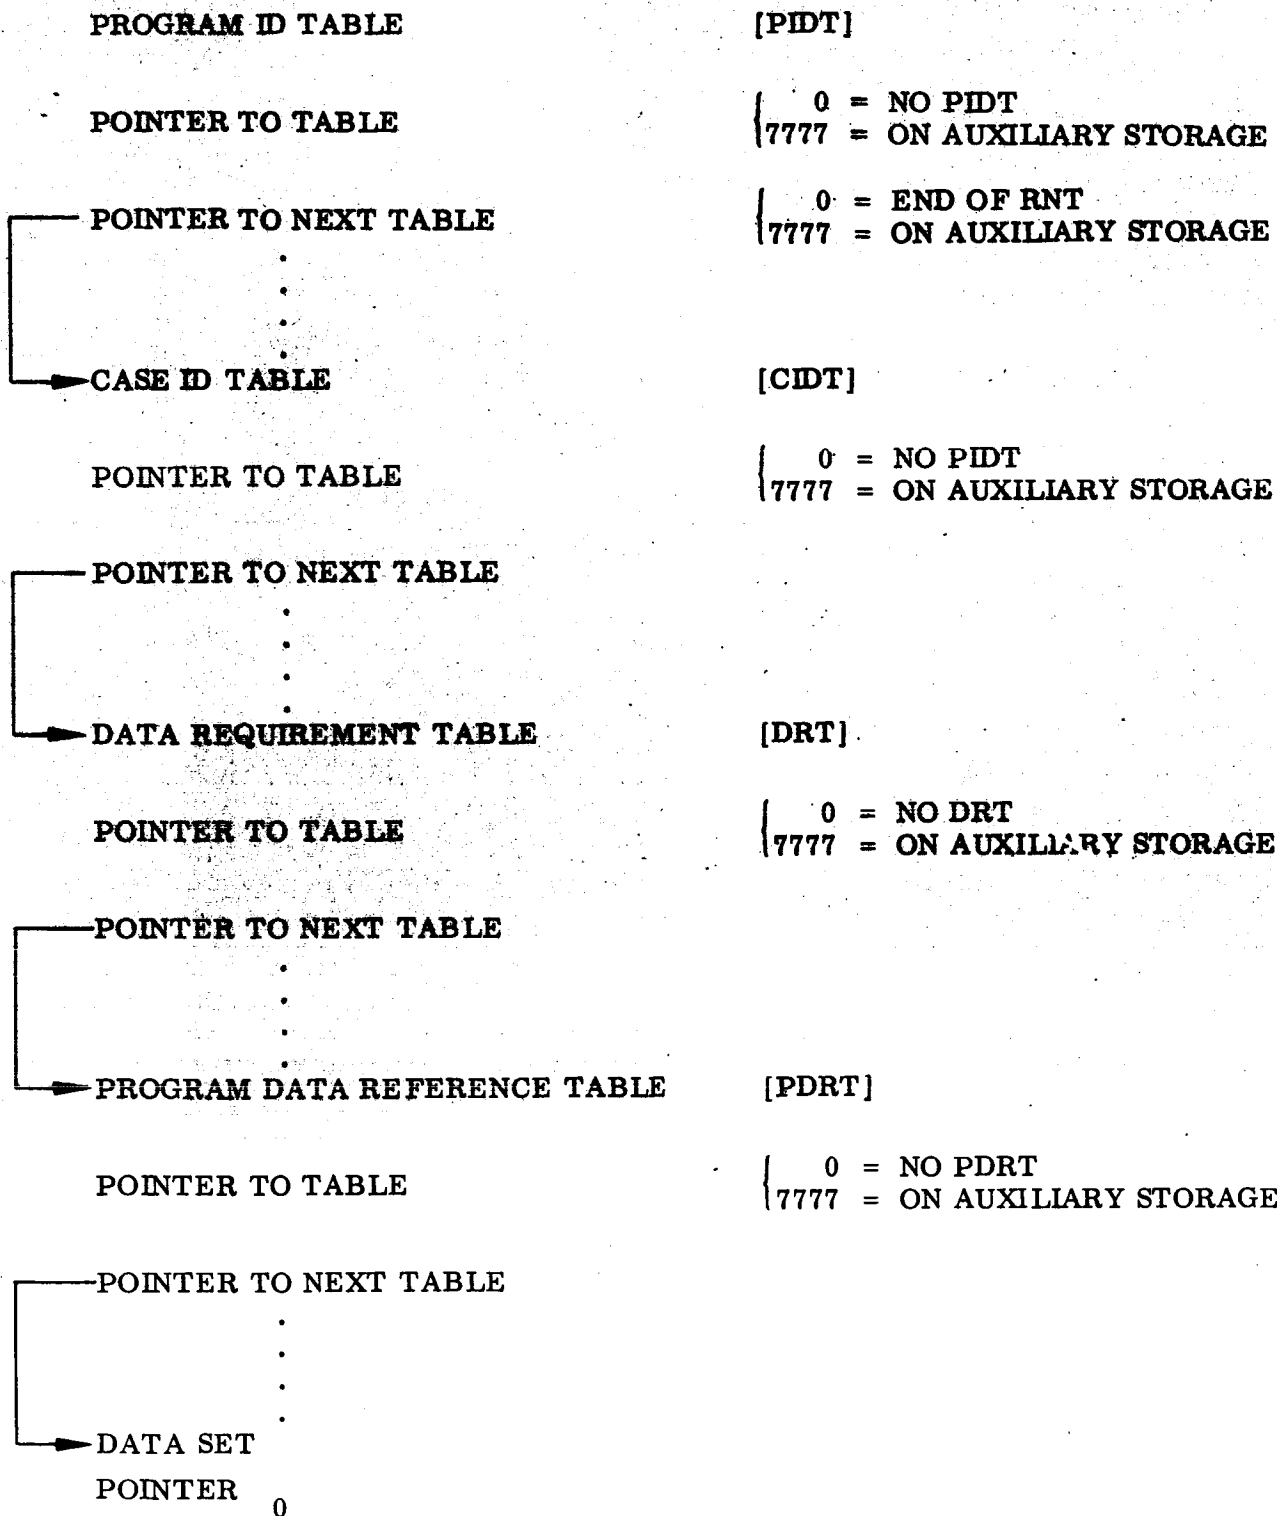 PROGRAM ID TABLE [PIDT]
POINTER TO TABLE 0 = NO PIDT
7777 = ON AUXILIARY STORAGE
POINTER TO NEXT TABLE 0 = END OF RNT
7777 = ON AUXILIARY STORAGE
CASE ID TABLE [CIDT]
POINTER TO TABLE 0 = NO PIDT
7777 = ON AUXILIARY STORAGE
POINTER TO NEXT TABLE
DATA REQUIREMENT TABLE [DRT]
POINTER TO TABLE 0 = NO DRT
7777 = ON AUXILIARY STORAGE
POINTER TO NEXT TABLE
PROGRAM DATA REFERENCE TABLE [PDRT]
POINTER TO TABLE 0 = NO PDRT
7777 = ON AUXILIARY STORAGE
POINTER TO NEXT TABLE
DATA SET
POINTER 0